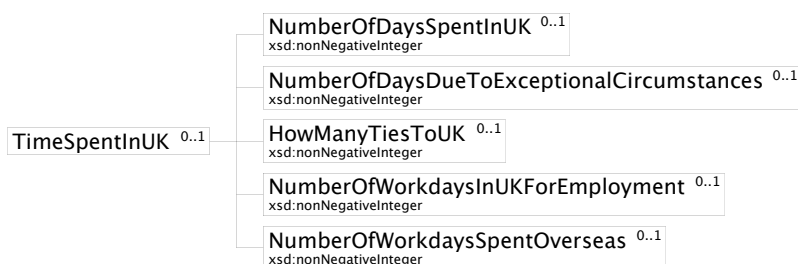 NumberOfDaysSpentInUK 0..1
xsd:nonNegativeInteger
NumberOfDaysDueToExceptionalCircumstances 0..1
xsd:nonNegativeInteger
TimeSpentInUK 0..1
HowManyTiesToUK 0..1
xsd:nonNegativeInteger
NumberOfWorkdaysInUKForEmployment 0..1
xsd:nonNegativeInteger
NumberOfWorkdaysSpentOverseas 0..1
xsd:nonNegativeInteger